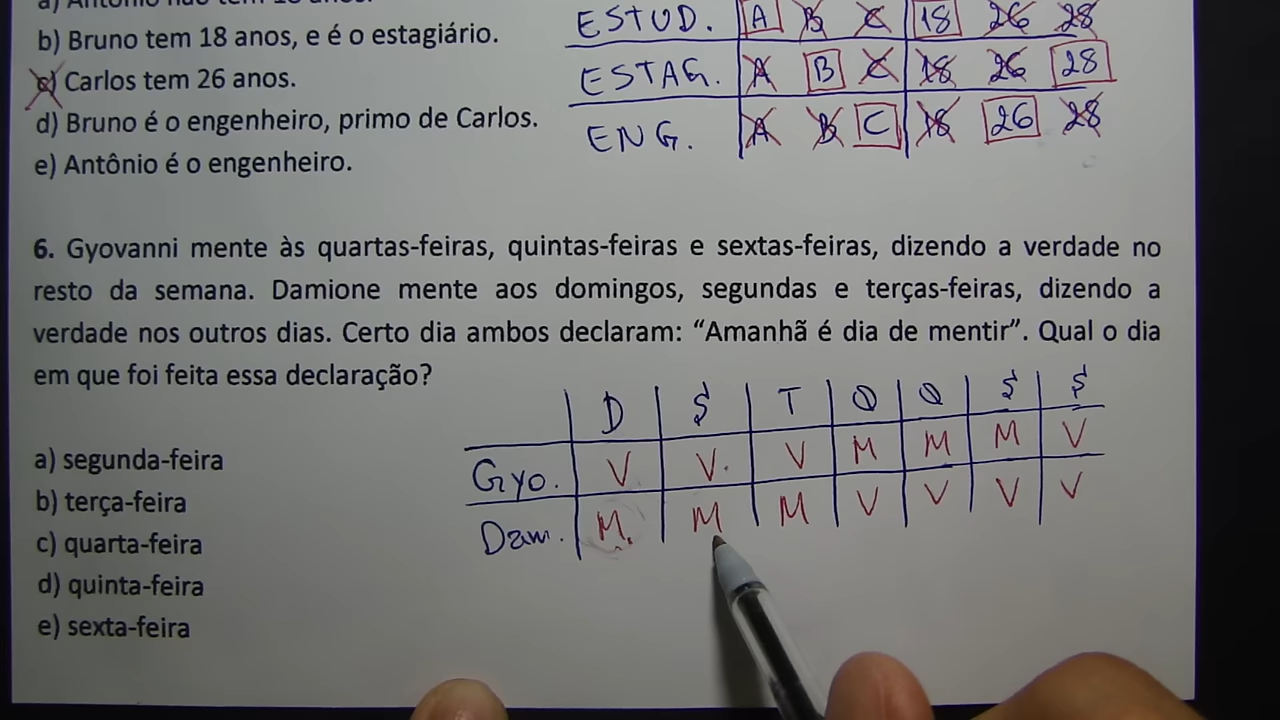 b) Bruno tem 18 anos, e é o estagiário.
c) Carlos tem 26 anos.
d) Bruno é o engenheiro, primo de Carlos.
e) Antônio é o engenheiro.
ESTUD. A B C 18 26 28
ESTAG. A B C 18 26 28
ENG. A B C 18 26 28
6. Gyovanni mente às quartas-feiras, quintas-feiras e sextas-feiras, dizendo a verdade no
resto da semana. Damione mente aos domingos, segundas e terças-feiras, dizendo a
verdade nos outros dias. Certo dia ambos declaram: “Amanhã é dia de mentir”. Qual o dia
em que foi feita essa declaração?
a) segunda-feira
b) terça-feira
c) quarta-feira
d) quinta-feira
e) sexta-feira
D S T Q Q S S
Gyo. V V V M M M V
Dam. M M M V V V V